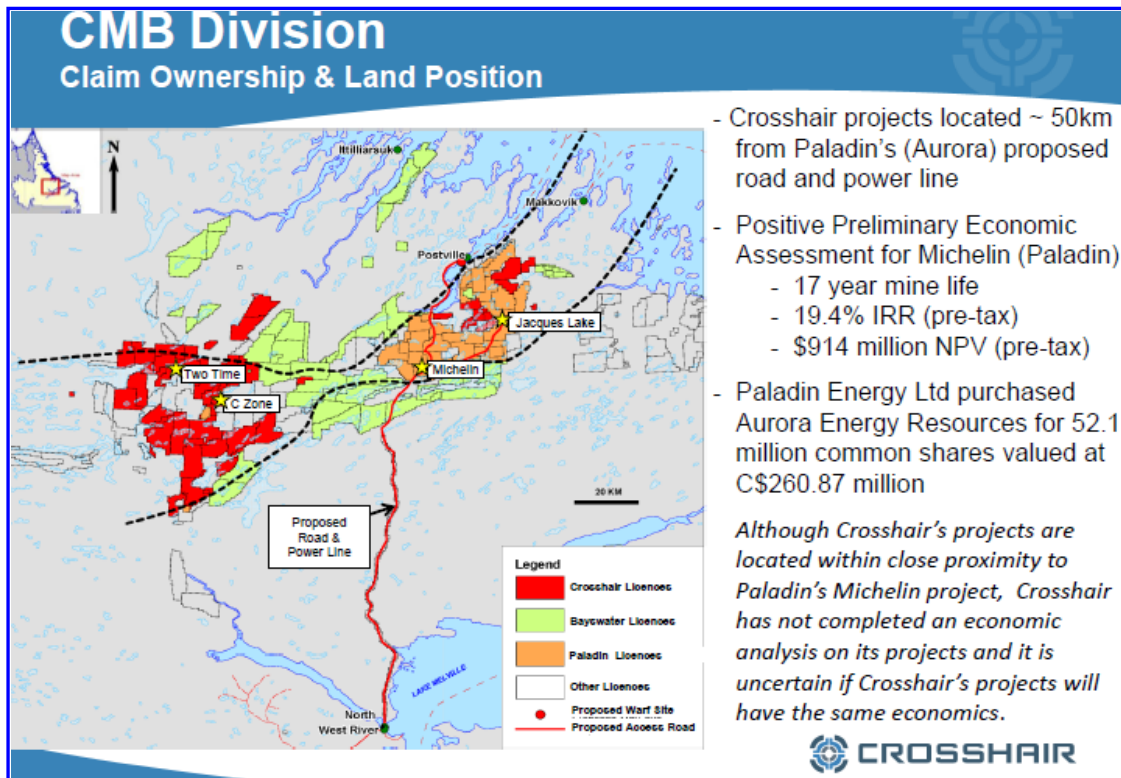 CMB Division
Claim Ownership & Land Position
- Crosshair projects located ~ 50km
from Paladin's (Aurora) proposed
road and power line
- Positive Preliminary Economic
Assessment for Michelin (Paladin)
- 17 year mine life
- 19.4% IRR (pre-tax)
- $914 million NPV (pre-tax)
- Paladin Energy Ltd purchased
Aurora Energy Resources for 52.1
million common shares valued at
C$260.87 million
Although Crosshair's projects are
located within close proximity to
Paladin's Michelin project, Crosshair
has not completed an economic
analysis on its projects and it is
uncertain if Crosshair's projects will
have the same economics.
N
Makkovik
Postville
Jacques Lake
Michelin
Two Time
C Zone
20 KM
Proposed
Road &
Power Line
LAKE MELVILLE
North
West River
Legend
Crosshair Licences
Bayswater Licences
Paladin Licences
Other Licences
Proposed Warf Site
Proposed Access Road
CROSSHAIR